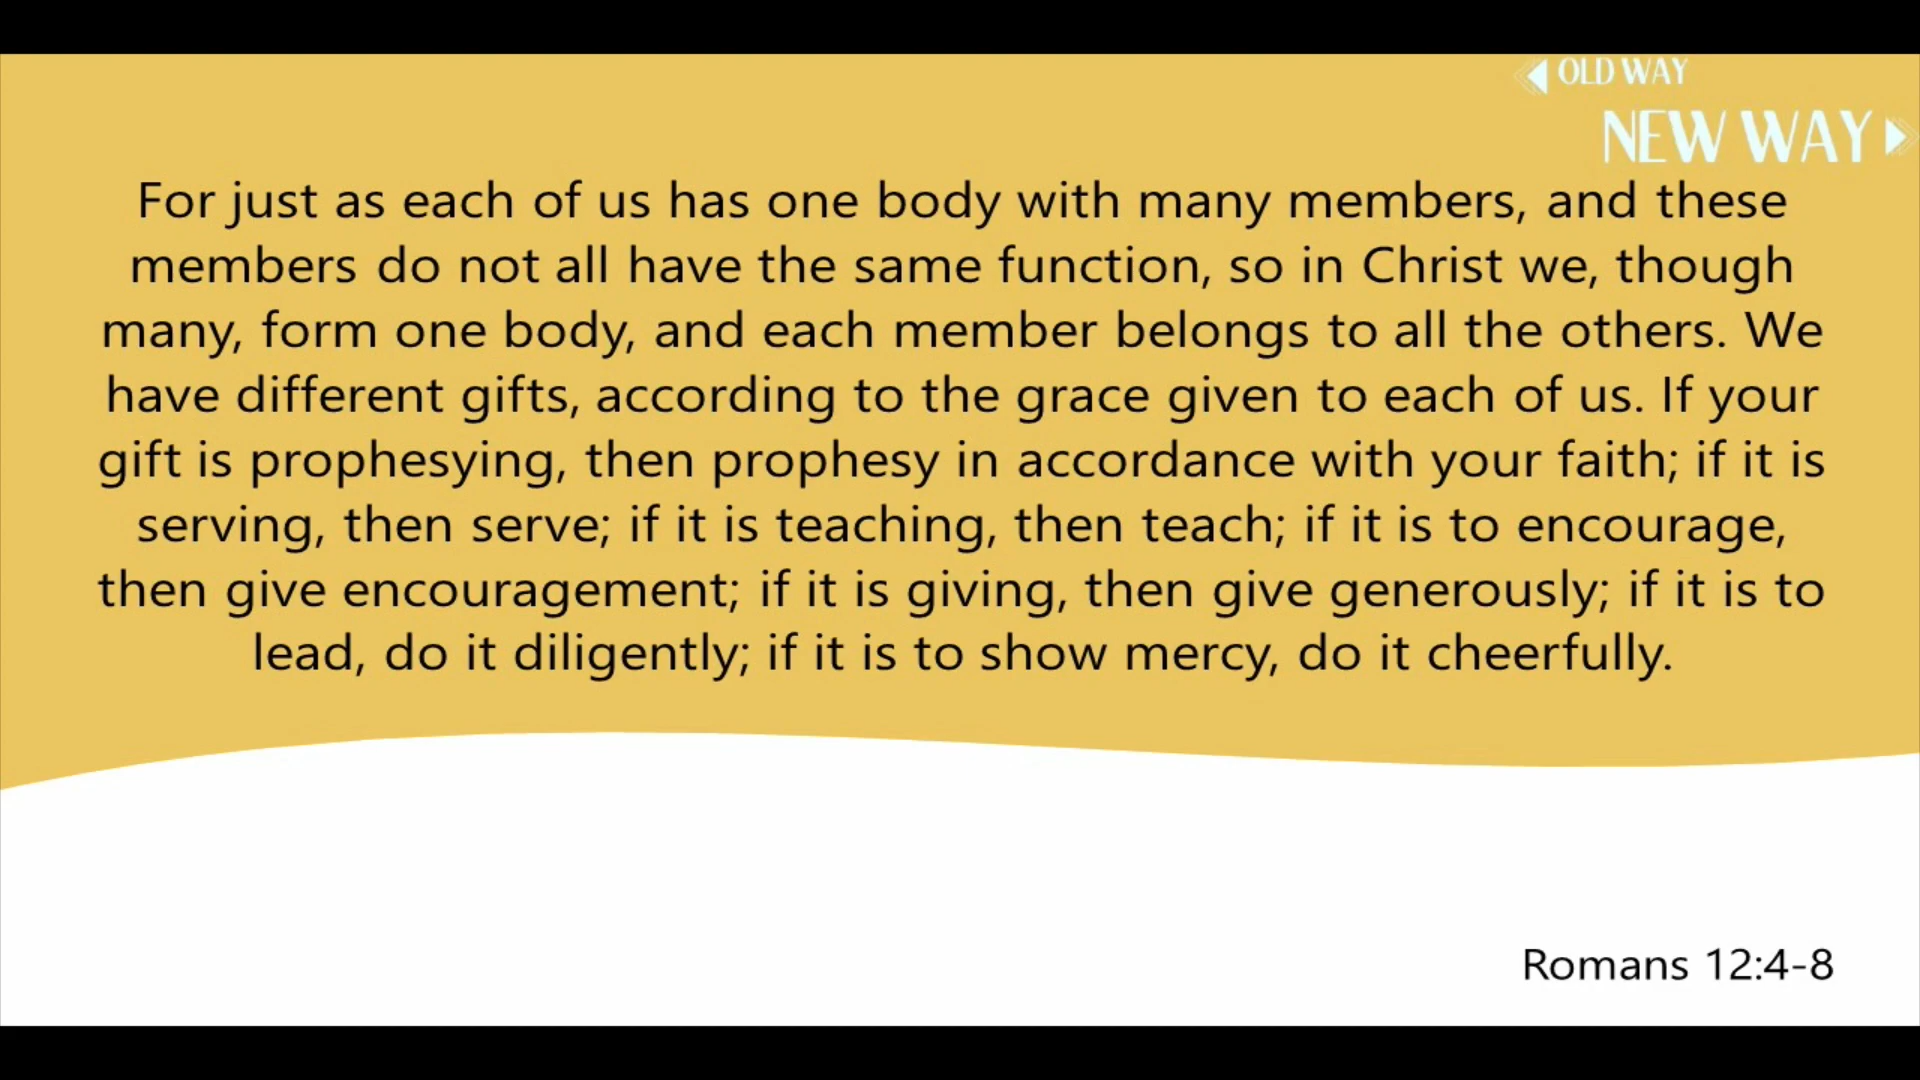 OLD WAY
NEW WAY
For just as each of us has one body with many members, and these
members do not all have the same function, so in Christ we, though
many, form one body, and each member belongs to all the others. We
have different gifts, according to the grace given to each of us. If your
gift is prophesying, then prophesy in accordance with your faith; if it is
serving, then serve; if it is teaching, then teach; if it is to encourage,
then give encouragement; if it is giving, then give generously; if it is to
lead, do it diligently; if it is to show mercy, do it cheerfully.
Romans 12:4-8